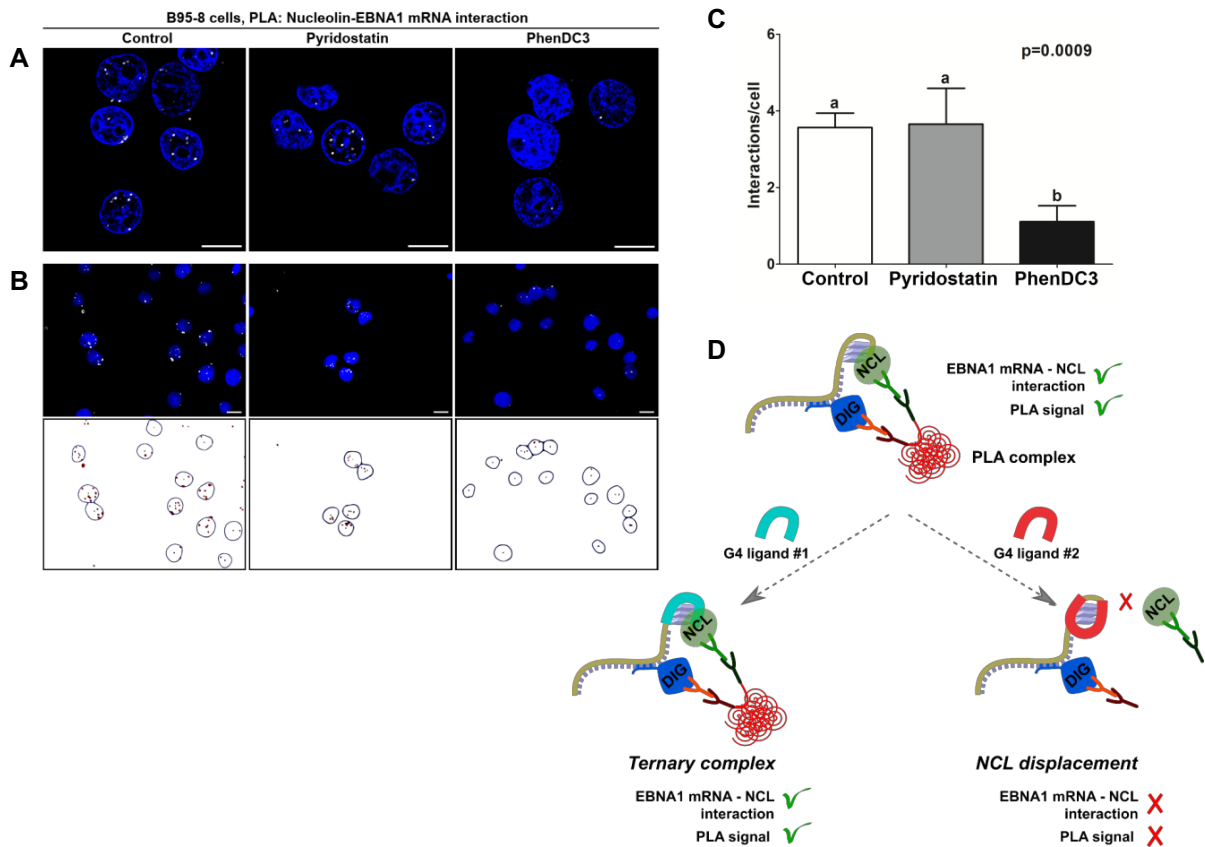 B95-8 cells, PLA: Nucleolin-EBNA1 mRNA interaction
Control Pyridostatin PhenDC3
A
B
C
6
4
2
0
Interactions/cell
p=0.0009
a
a
b
Control Pyridostatin PhenDC3
D
NCL
DIG
EBNA1 mRNA - NCL
interaction
PLA signal
PLA complex
G4 ligand #1
G4 ligand #2
NCL
DIG
Ternary complex
EBNA1 mRNA - NCL
interaction
PLA signal
X
NCL
DIG
NCL displacement
EBNA1 mRNA - NCL
interaction
X
PLA signal
X